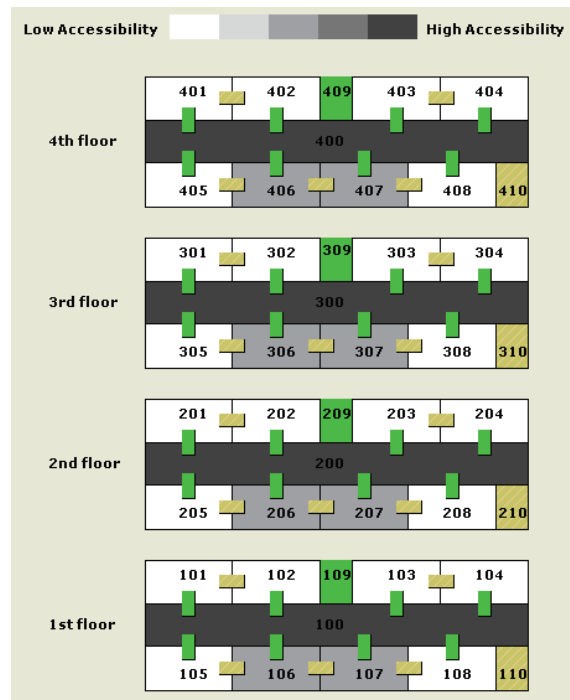 Low Accessibility High Accessibility
401 402 409 403 404
4th floor 400
405 406 407 408 410
301 302 309 303 304
3rd floor 300
305 306 307 308 310
201 202 209 203 204
2nd floor 200
205 206 207 208 210
101 102 109 103 104
1st floor 100
105 106 107 108 110